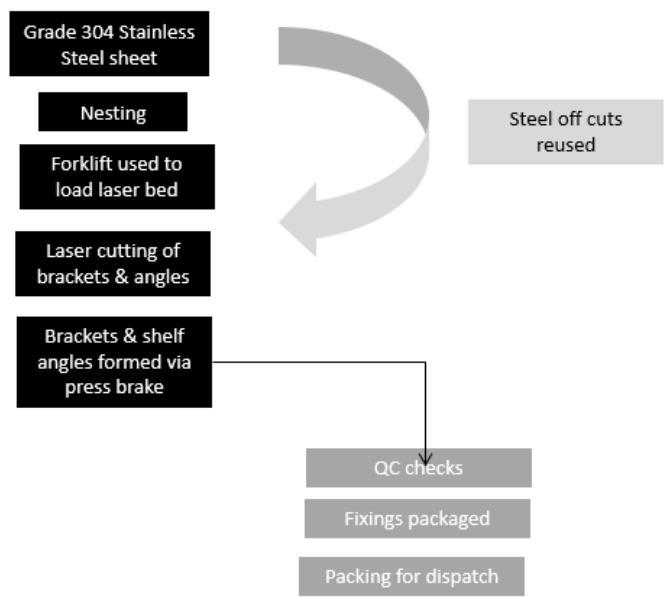 Grade 304 Stainless
Steel sheet
Nesting
Forklift used to
load laser bed
Laser cutting of
brackets & angles
Brackets & shelf
angles formed via
press brake
Steel off cuts
reused
QC checks
Fixings packaged
Packing for dispatch